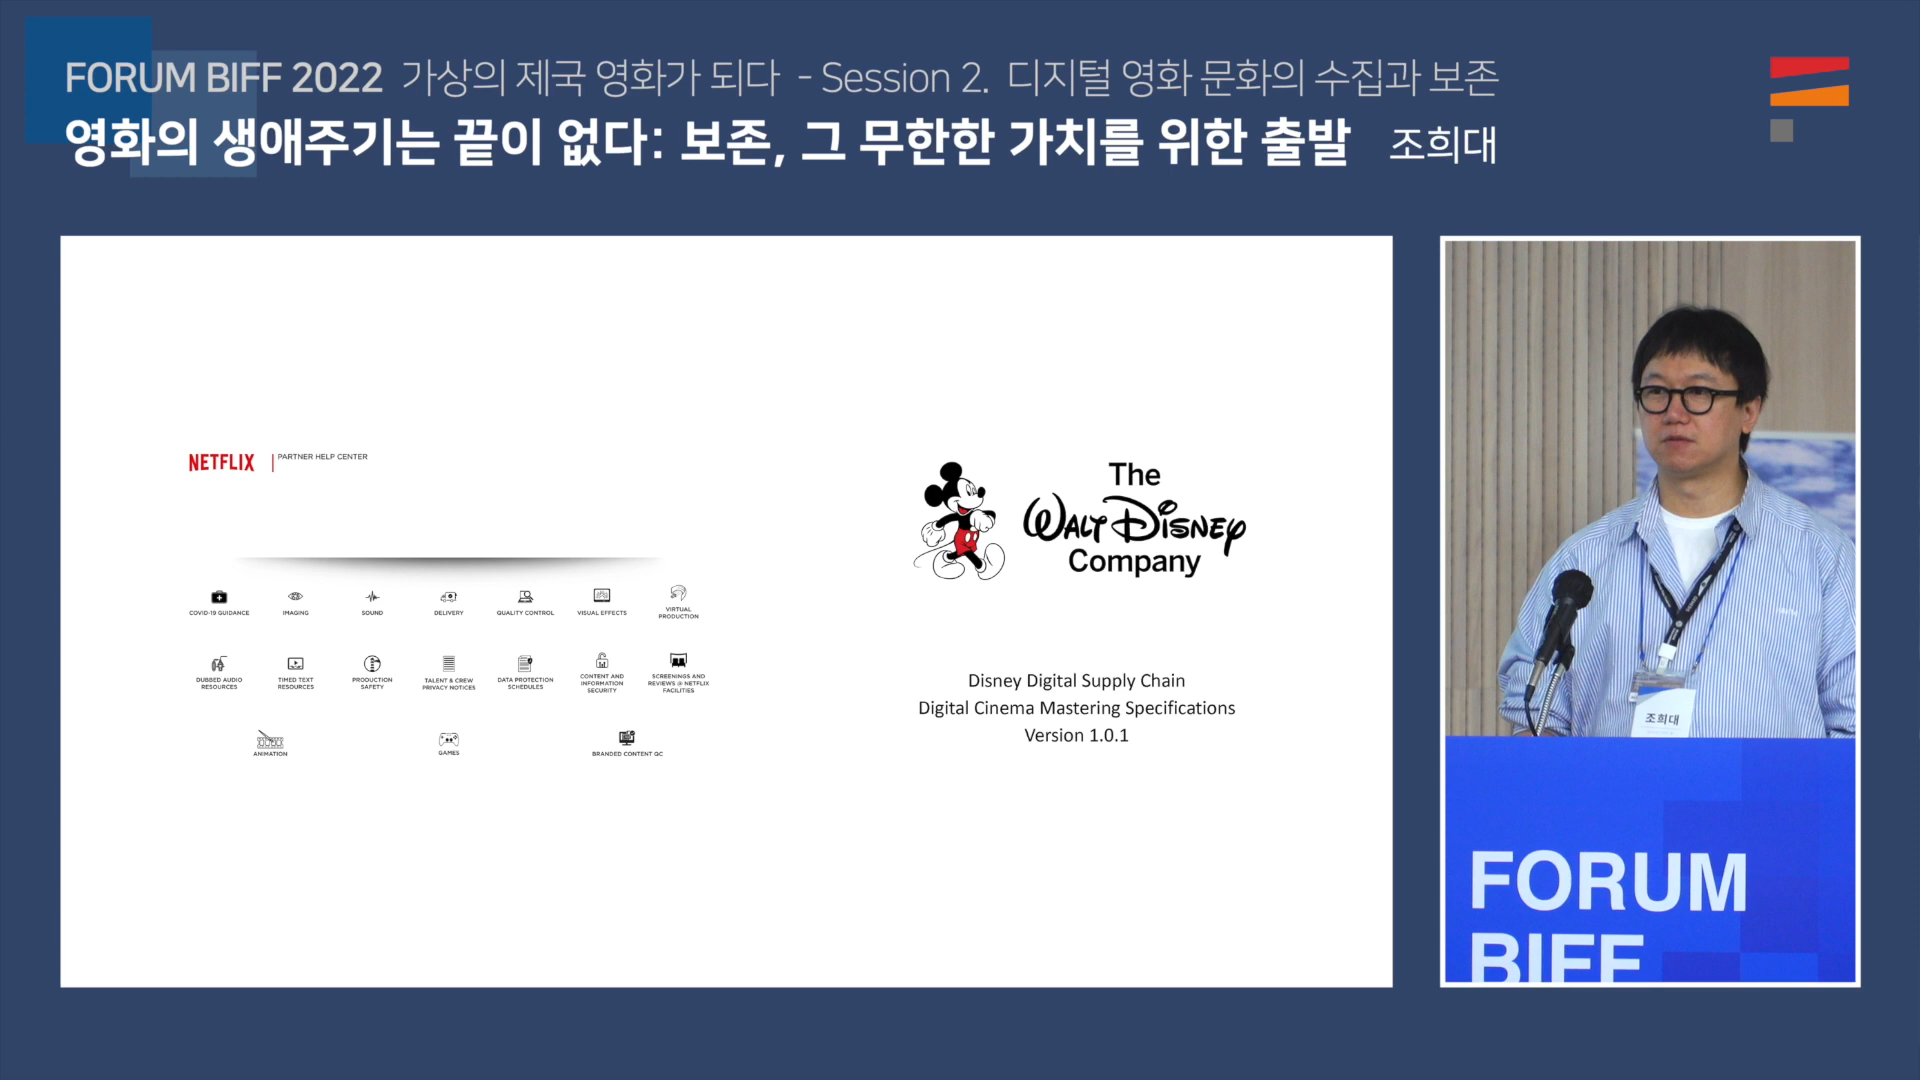 FORUM BIFF 2022 가상의 제국 영화가 되다 - Session 2. 디지털 영화 문화의 수집과 보존
영화의 생애주기는 끝이 없다: 보존, 그 무한한 가치를 위한 출발 조희대
NETFLIX | PARTNER HELP CENTER
COVID-19 GUIDANCE
IMAGING
SOUND
DELIVERY
QUALITY CONTROL
VISUAL EFFECTS
VIRTUAL
PRODUCTION
DUBBED AUDIO
RESOURCES
TIMED TEXT
RESOURCES
PRODUCTION
SAFETY
TALENT & CREW
PRIVACY NOTICES
DATA PROTECTION
SCHEDULES
CONTENT AND
INFORMATION
SECURITY
SCREENINGS AND
REVIEWS @ NETFLIX
FACILITIES
ANIMATION
GAMES
BRANDED CONTENT QC
The
WALT DISNEY
Company
Disney Digital Supply Chain
Digital Cinema Mastering Specifications
Version 1.0.1
조희대
FORUM
BIFF